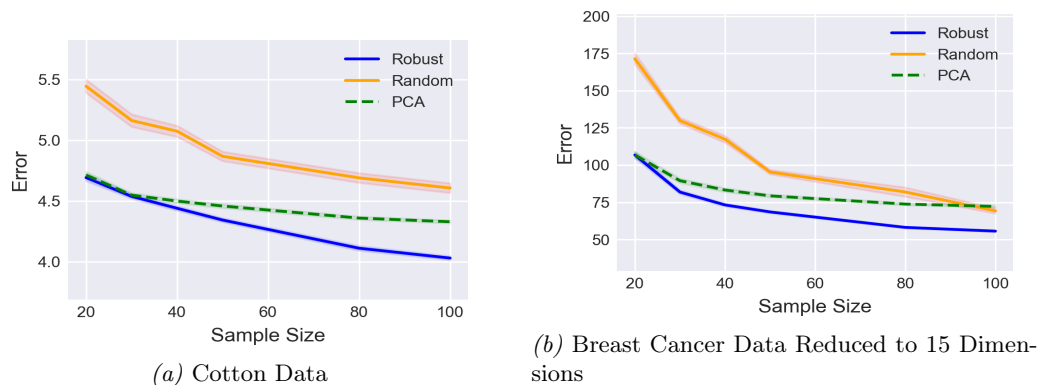 5.5
5.0
4.5
4.0
Error
Robust
Random
PCA
20 40 60 80 100
Sample Size
(a) Cotton Data
200
175
150
125
100
75
50
Error
Robust
Random
PCA
20 40 60 80 100
Sample Size
(b) Breast Cancer Data Reduced to 15 Dimen-
sions